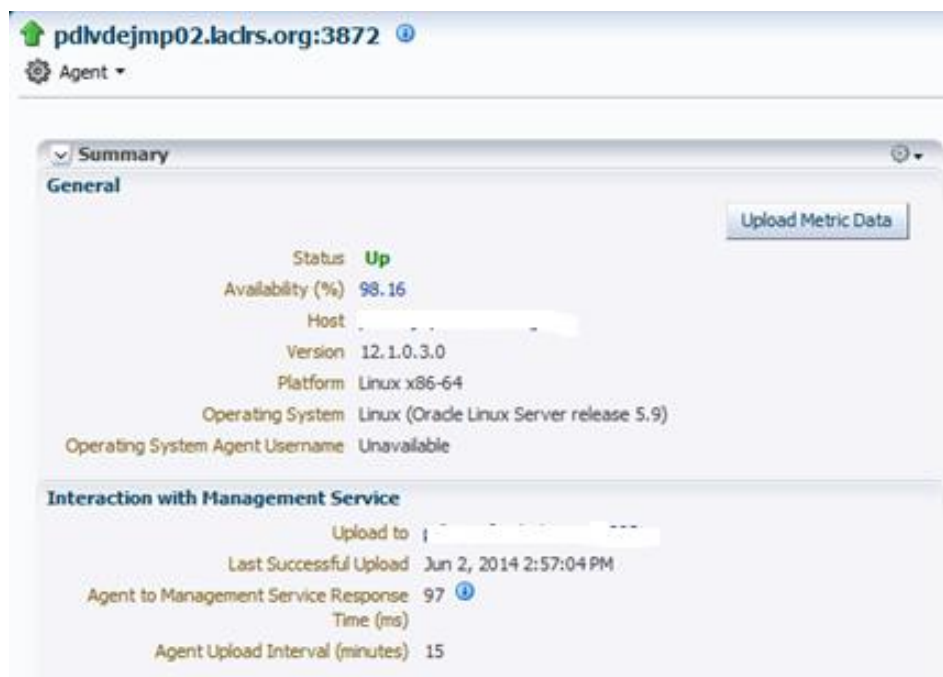 pdlvdejmp02.laclrs.org:3872
Agent
Summary
General
Upload Metric Data
Status Up
Availability (%) 98.16
Host
Version 12.1.0.3.0
Platform Linux x86-64
Operating System Linux (Oracle Linux Server release 5.9)
Operating System Agent Username Unavailable
Interaction with Management Service
Upload to
Last Successful Upload Jun 2, 2014 2:57:04 PM
Agent to Management Service Response 97
Time (ms)
Agent Upload Interval (minutes) 15